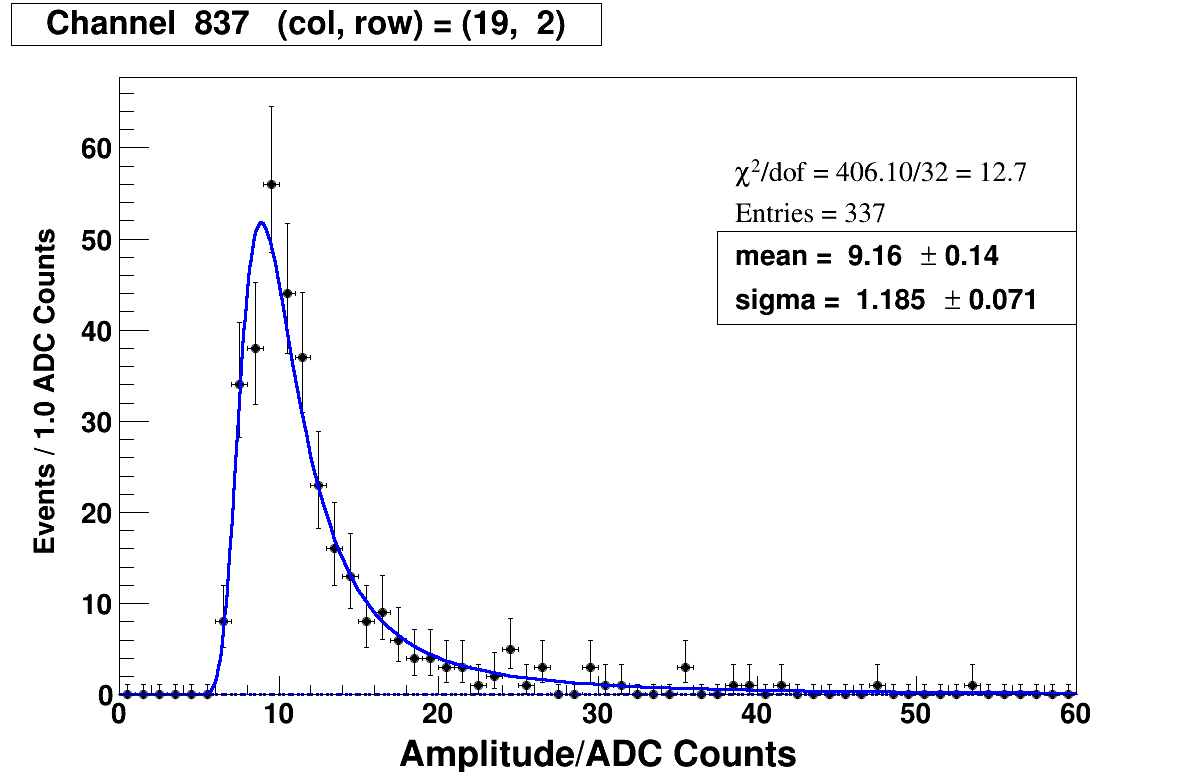 Channel 837 (col, row) = (19, 2)
χ²/dof = 406.10/32 = 12.7
Entries = 337
mean = 9.16 ± 0.14
sigma = 1.185 ± 0.071
Events / 1.0 ADC Counts
60
50
40
30
20
10
0
0 10 20 30 40 50 60
Amplitude/ADC Counts